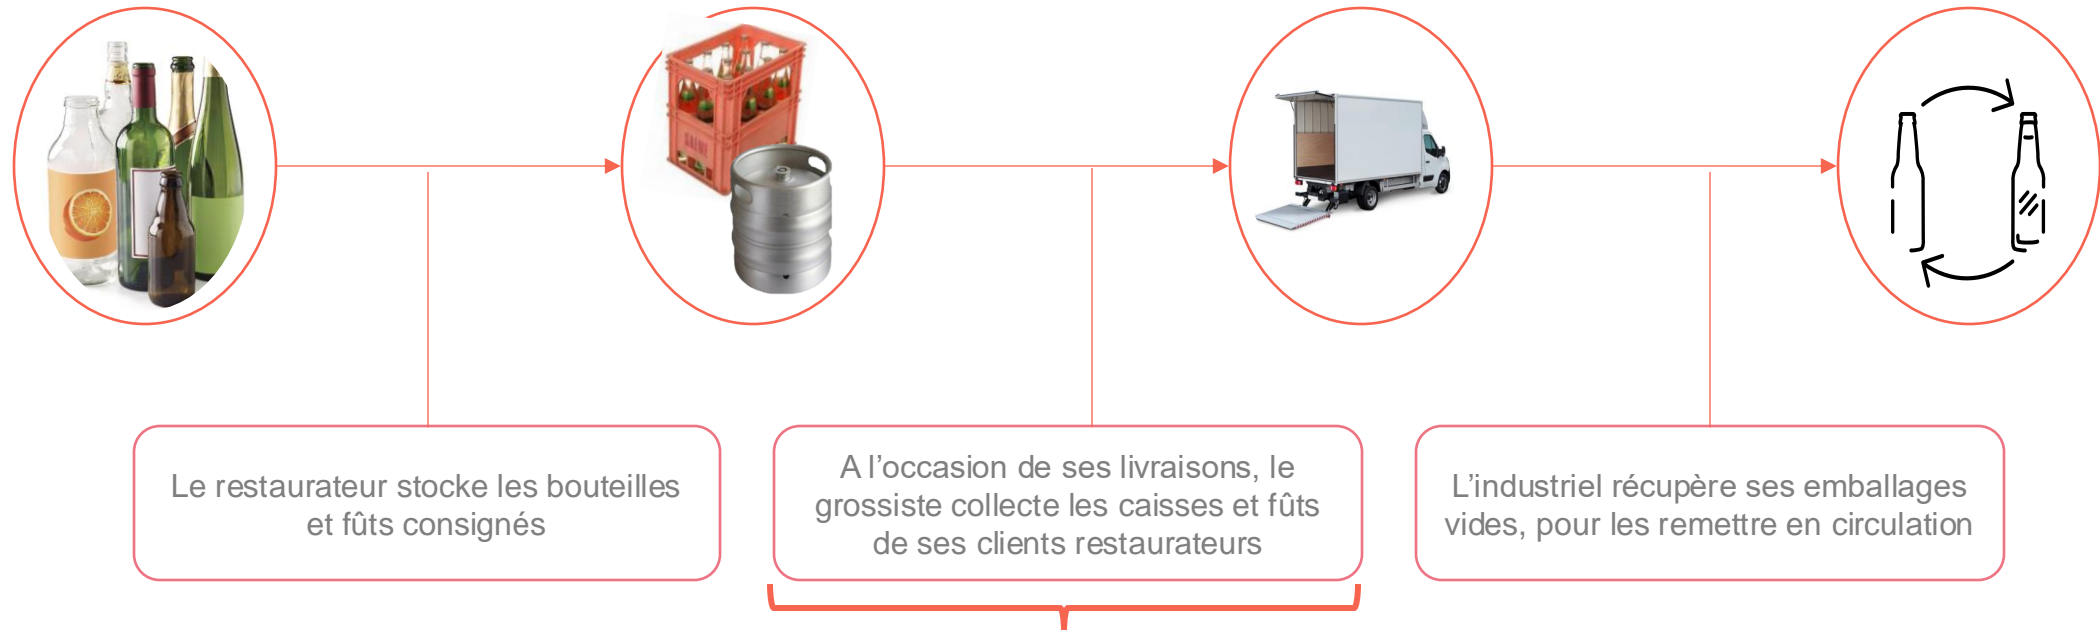 Le restaurateur stocke les bouteilles
et fûts consignés
A l’occasion de ses livraisons, le
grossiste collecte les caisses et fûts
de ses clients restaurateurs
L’industriel récupère ses emballages
vides, pour les remettre en circulation